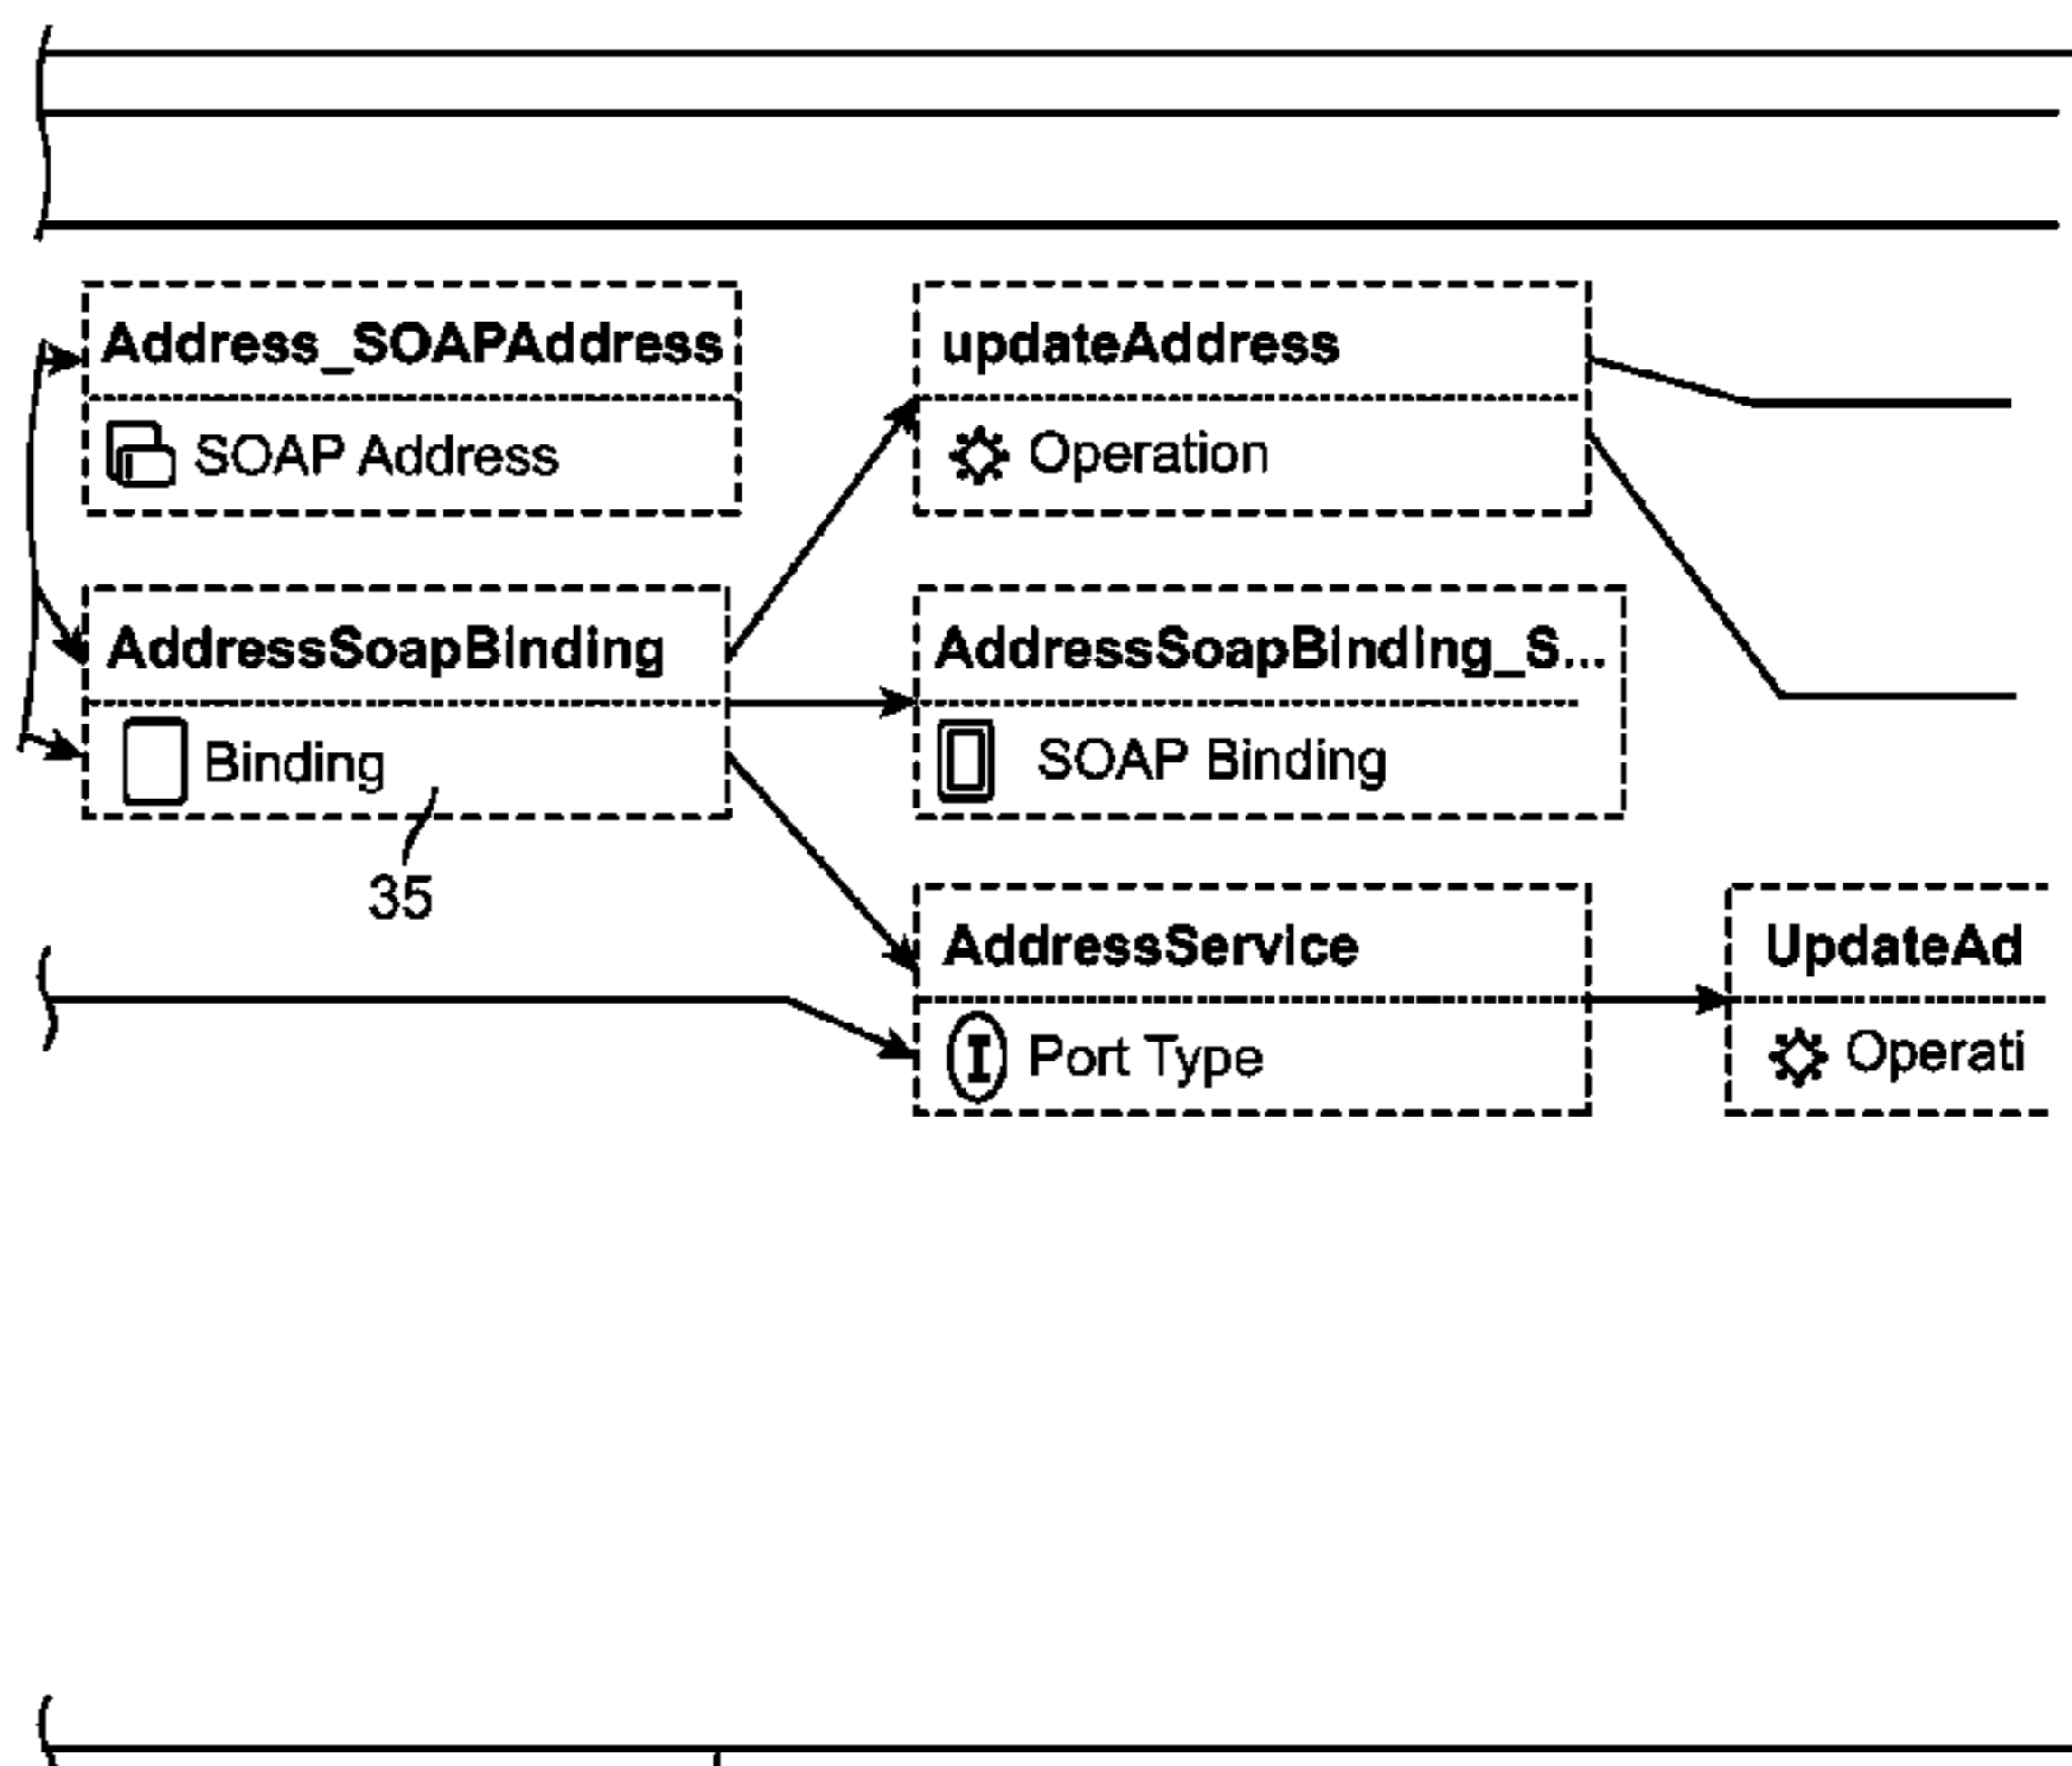 Address_SOAPAddress
SOAP Address
updateAddress
Operation
AddressSoapBinding
Binding
35
AddressSoapBinding_S...
SOAP Binding
AddressService
Port Type
UpdateAd
Operati